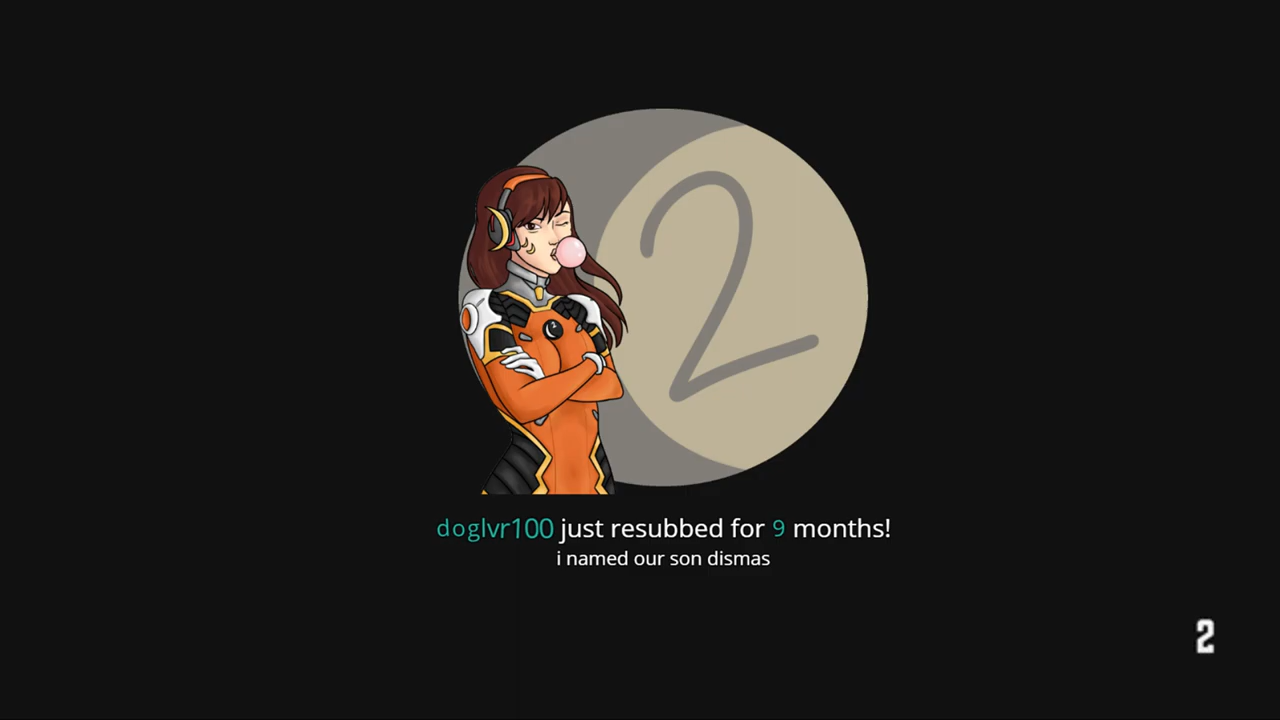 2
doglvr100 just resubbed for 9 months!
i named our son dismas
2